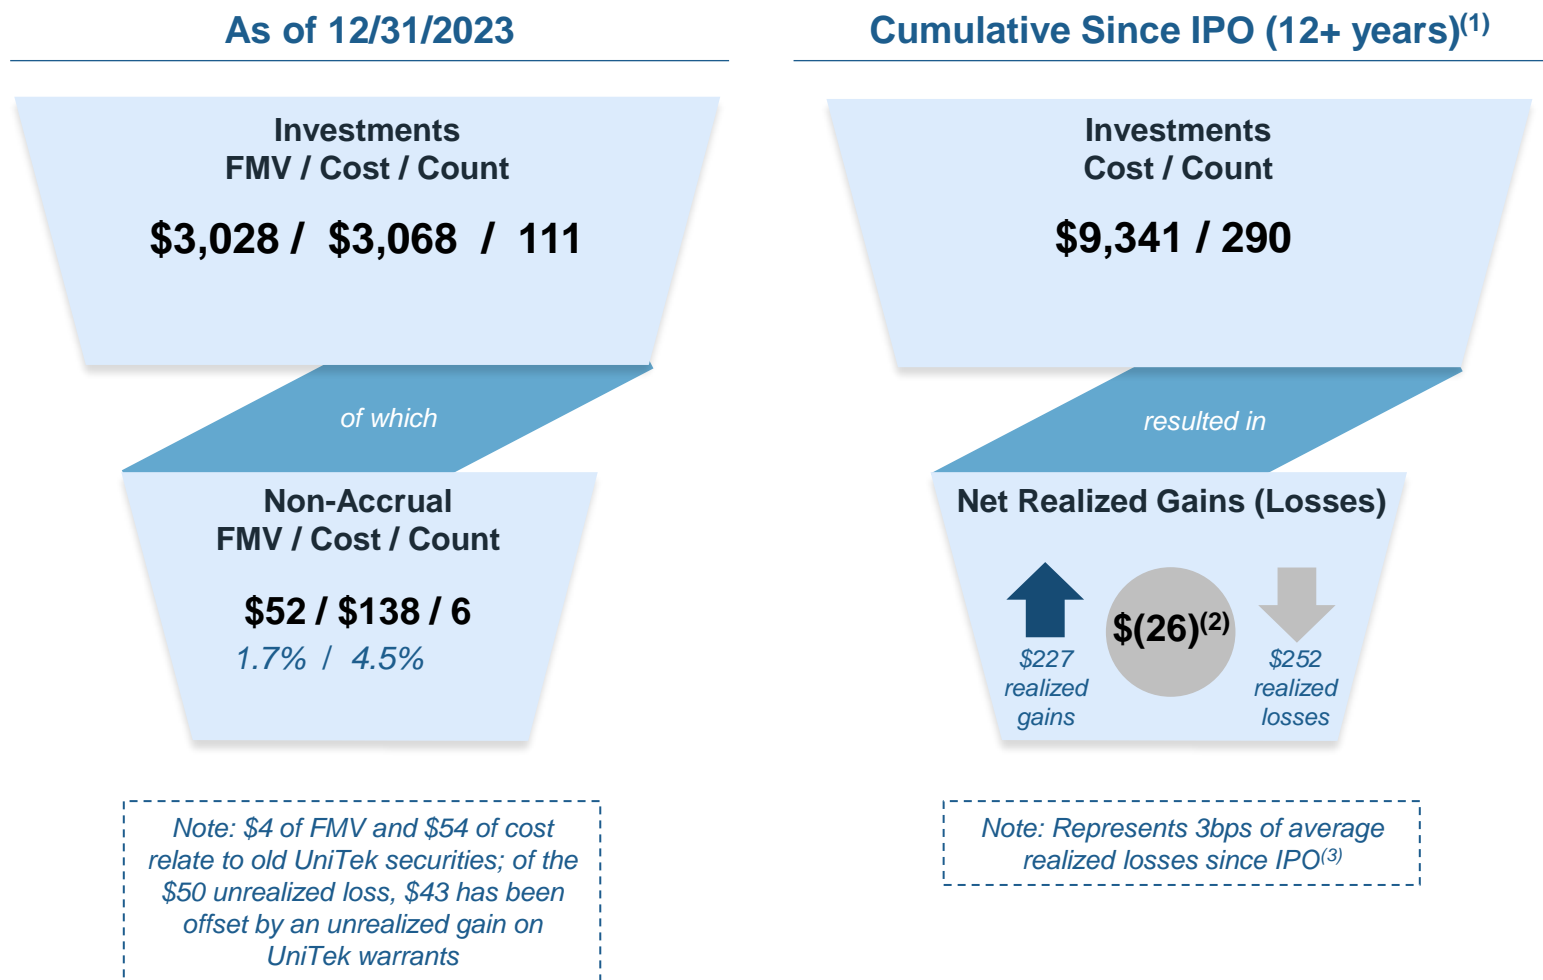 As of 12/31/2023
Investments
FMV / Cost / Count
$3,028 / $3,068 / 111
of which
Non-Accrual
FMV / Cost / Count
$52 / $138 / 6
1.7% / 4.5%
Note: $4 of FMV and $54 of cost
relate to old UniTek securities; of the
$50 unrealized loss, $43 has been
offset by an unrealized gain on
UniTek warrants
Cumulative Since IPO (12+ years)(1)
Investments
Cost / Count
$9,341 / 290
resulted in
Net Realized Gains (Losses)
$227
realized
gains
$(26)(2)
$252
realized
losses
Note: Represents 3bps of average
realized losses since IPO(3)